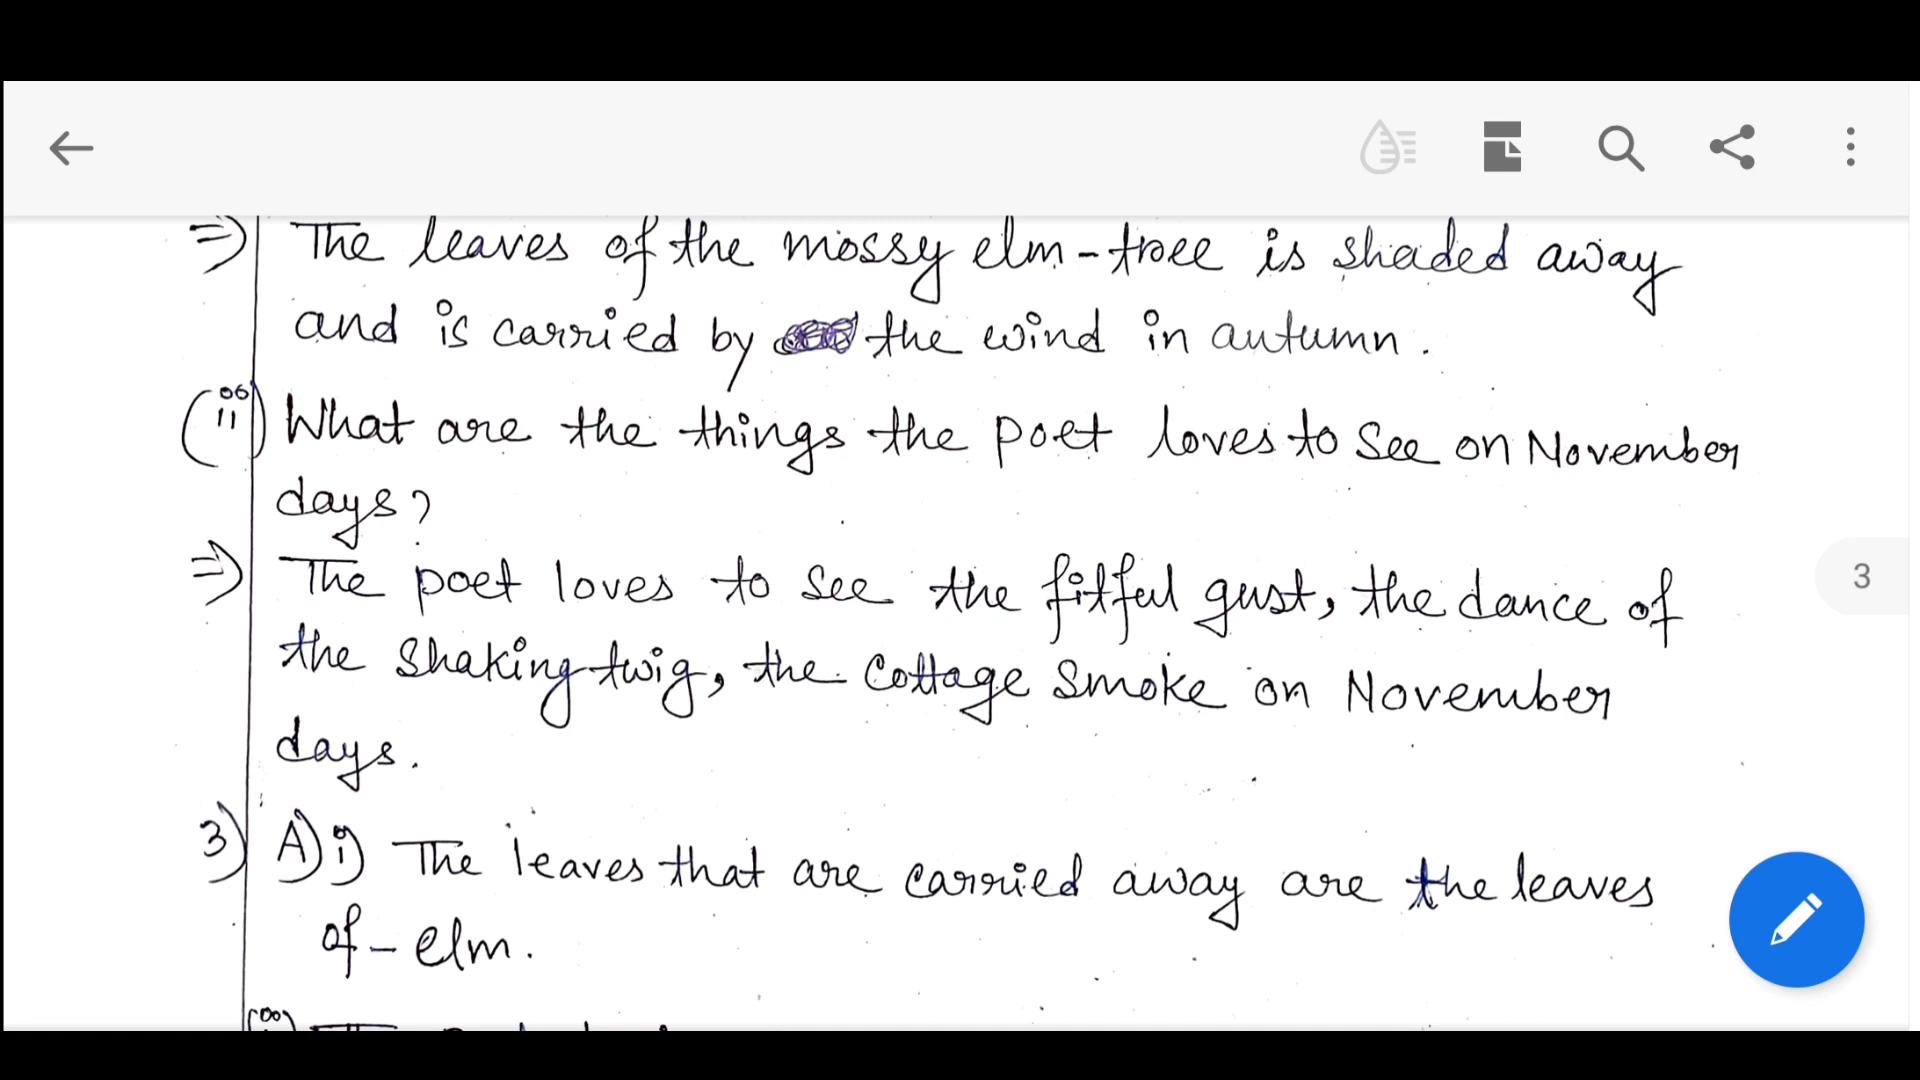 => The leaves of the mossy elm-tree is shaded away
and is carried by the wind in autumn.
(ii) What are the things the poet loves to see on November
days?
=> The poet loves to see the fitful gust, the dance of
the shaking twig, the cottage smoke on November
days.
3
3) A) i) The leaves that are carried away are the leaves
of - elm.